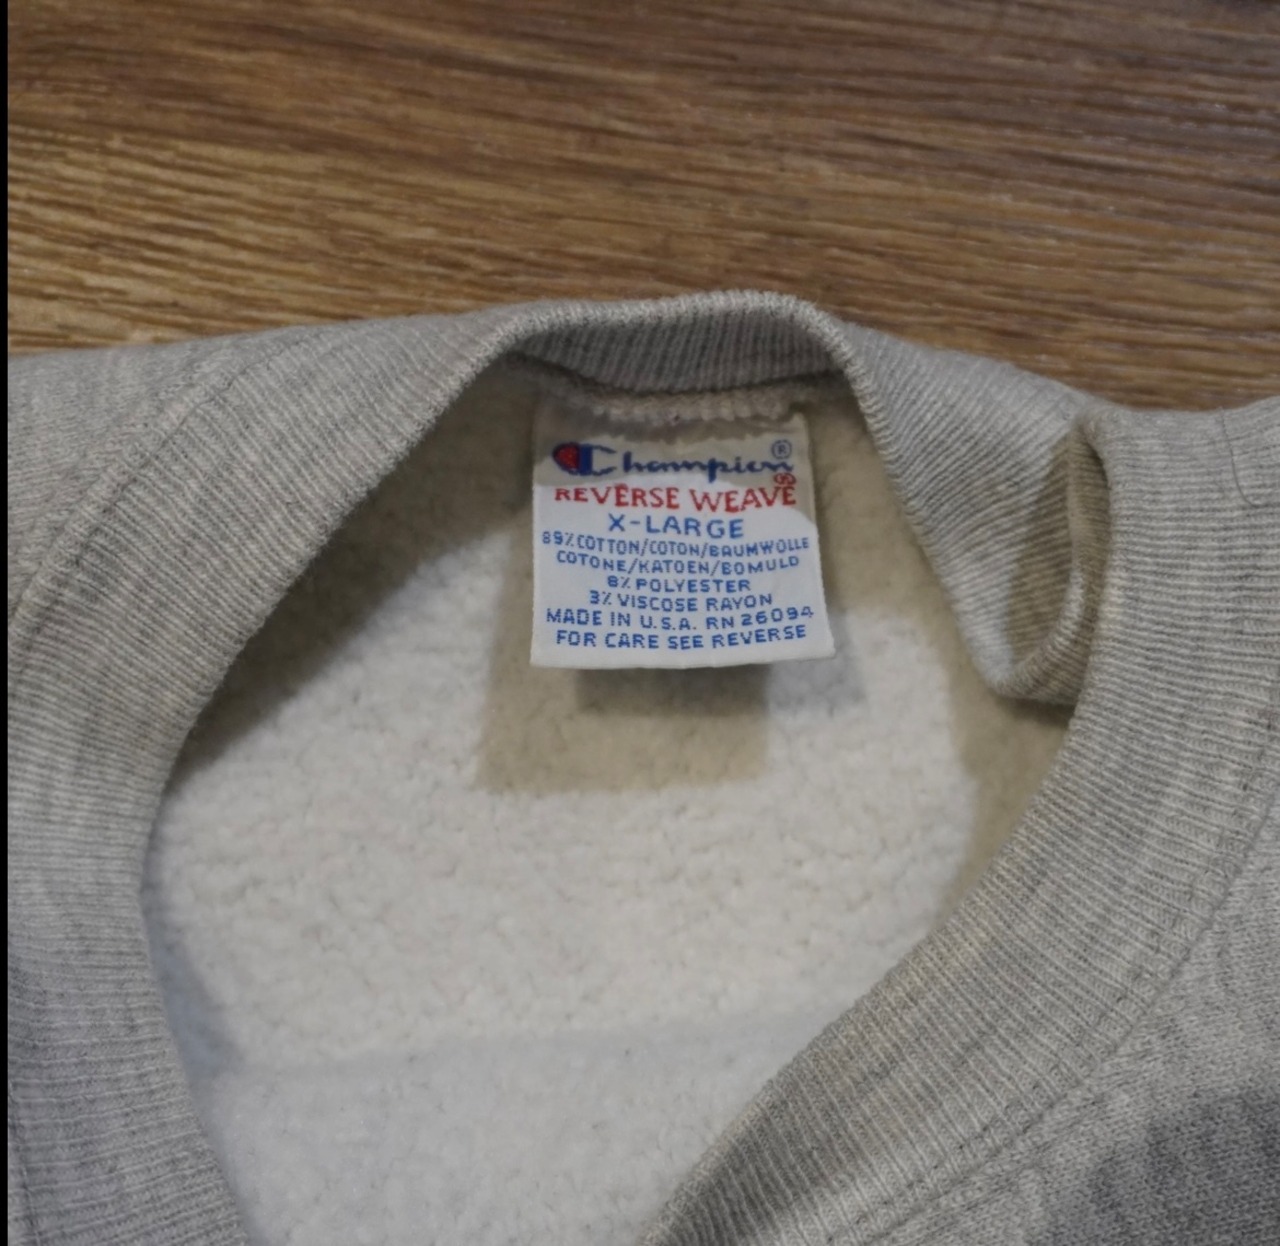 Champion®
REVERSE WEAVE®
X-LARGE
89% COTTON/COTON/BAUMWOLLE
COTONE/KATOEN/BOMULD
8% POLYESTER
3% VISCOSE RAYON
MADE IN U.S.A. RN 26094
FOR CARE SEE REVERSE